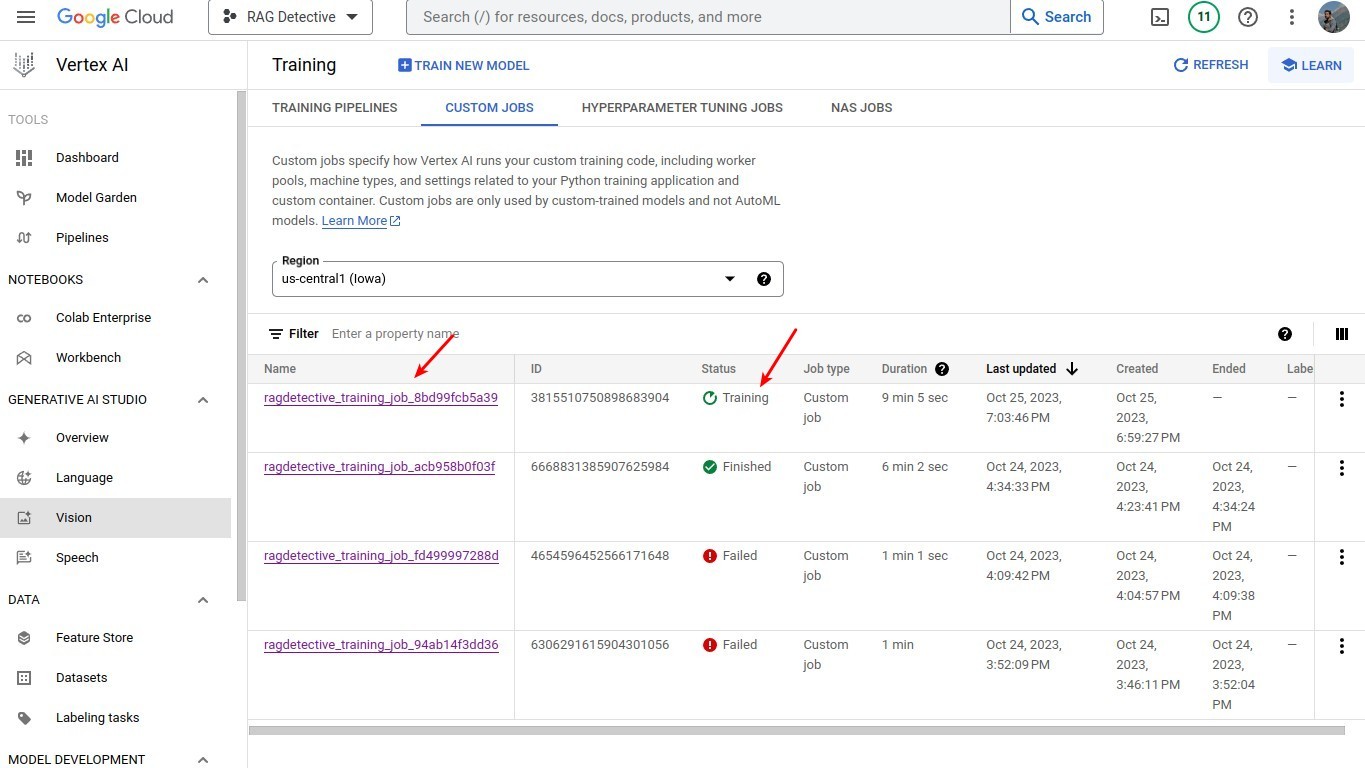 Google Cloud
RAG Detective
Search (/) for resources, docs, products, and more
Search
11
Vertex AI
Training
TRAIN NEW MODEL
REFRESH
LEARN
TOOLS
Dashboard
Model Garden
Pipelines
NOTEBOOKS
Colab Enterprise
Workbench
GENERATIVE AI STUDIO
Overview
Language
Vision
Speech
DATA
Feature Store
Datasets
Labeling tasks
MODEL DEVELOPMENT
TRAINING PIPELINES
CUSTOM JOBS
HYPERPARAMETER TUNING JOBS
NAS JOBS
Custom jobs specify how Vertex AI runs your custom training code, including worker
pools, machine types, and settings related to your Python training application and
custom container. Custom jobs are only used by custom-trained models and not AutoML
models. Learn More
Region
us-central1 (Iowa)
Filter Enter a property name
Name ID Status Job type Duration Last updated Created Ended Labe
ragdetective_training_job_8bd99fcb5a39 3815510750898683904 Training Custom 9 min 5 sec Oct 25, 2023, Oct 25, — —
job 7:03:46 PM 2023,
6:59:27 PM
ragdetective_training_job_acb958b0f03f 6668831385907625984 Finished Custom 6 min 2 sec Oct 24, 2023, Oct 24, Oct 24, —
job 4:34:33 PM 2023, 2023,
4:23:41 PM 4:34:24
PM
ragdetective_training_job_fd499997288d 4654596452566171648 Failed Custom 1 min 1 sec Oct 24, 2023, Oct 24, Oct 24, —
job 4:09:42 PM 2023, 2023,
4:04:57 PM 4:09:38
PM
ragdetective_training_job_94ab14f3dd36 6306291615904301056 Failed Custom 1 min Oct 24, 2023, Oct 24, Oct 24, —
job 3:52:09 PM 2023, 2023,
3:46:11 PM 3:52:04
PM